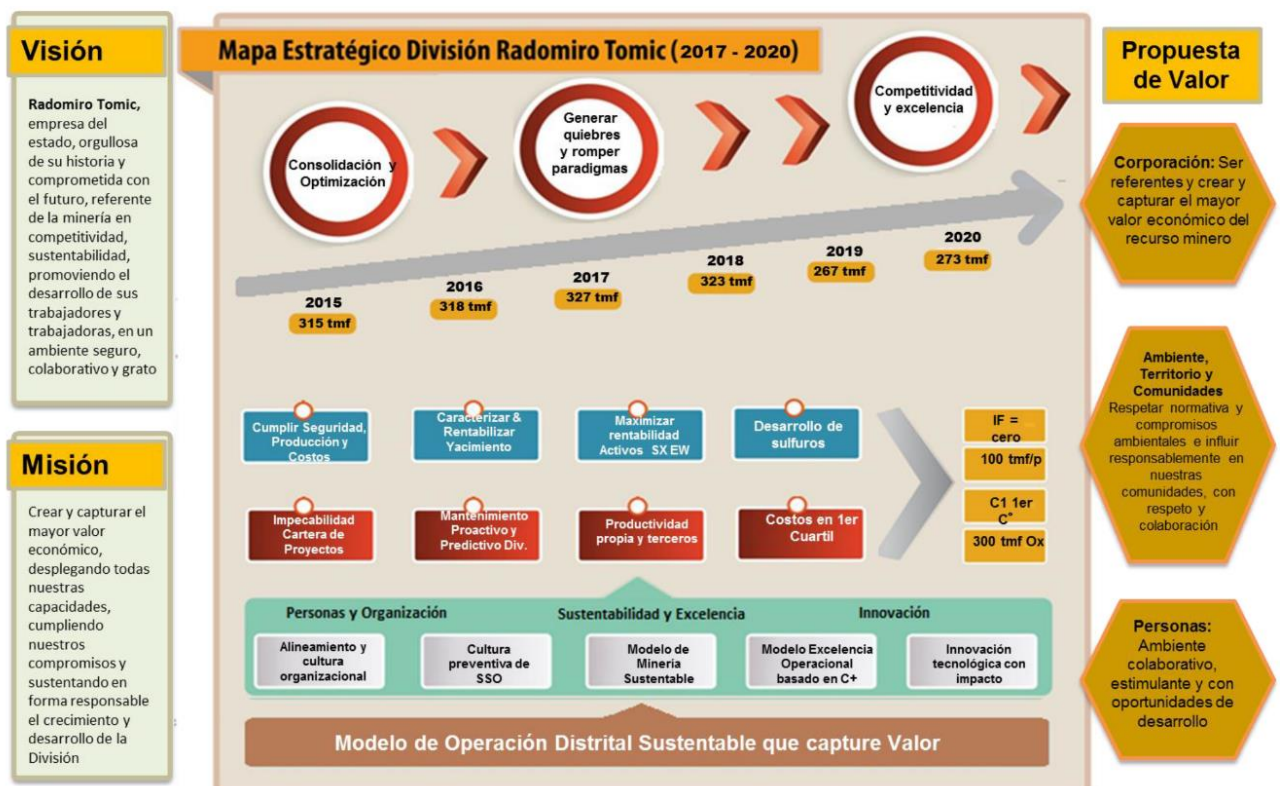 Visión
Radomiro Tomic,
empresa del
estado, orgullosa
de su historia y
comprometida con
el futuro, referente
de la minería en
competitividad,
sustentabilidad,
promoviendo el
desarrollo de sus
trabajadores y
trabajadoras, en un
ambiente seguro,
colaborativo y grato
Misión
Crear y capturar el
mayor valor
económico,
desplegando todas
nuestras
capacidades,
cumpliendo
nuestros
compromisos y
sustentando en
forma responsable
el crecimiento y
desarrollo de la
División
Mapa Estratégico División Radomiro Tomic (2017 - 2020)
Consolidación y
Optimización
Generar
quiebres
y romper
paradigmas
Competitividad
y excelencia
2015
315 tmf
2016
318 tmf
2017
327 tmf
2018
323 tmf
2019
267 tmf
2020
273 tmf
Cumplir Seguridad,
Producción y
Costos
Caracterizar &
Rentabilizar
Yacimiento
Maximizar
rentabilidad
Activos SX EW
Desarrollo de
sulfuros
Impecabilidad
Cartera de
Proyectos
Mantenimiento
Proactivo y
Predictivo Div.
Productividad
propia y terceros
Costos en 1er
Cuartil
IF =
cero
100 tmf/p
C1 1er
C*
300 tmf Ox
Personas y Organización
Sustentabilidad y Excelencia
Innovación
Alineamiento y
cultura
organizacional
Cultura
preventiva de
SSO
Modelo de
Minería
Sustentable
Modelo Excelencia
Operacional
basado en C+
Innovación
tecnológica con
impacto
Modelo de Operación Distrital Sustentable que capture Valor
Propuesta
de Valor
Corporación: Ser
referentes y crear y
capturar el mayor
valor económico del
recurso minero
Ambiente,
Territorio y
Comunidades
Respetar normativa y
compromisos
ambientales e influir
responsablemente en
nuestras
comunidades, con
respeto y
colaboración
Personas:
Ambiente
colaborativo,
estimulante y con
oportunidades de
desarrollo